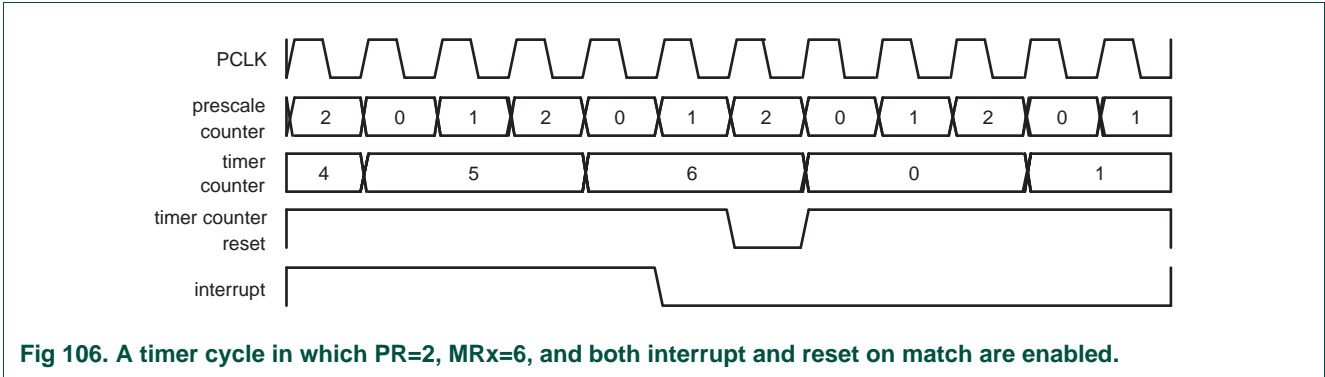 PCLK
prescale
counter
2 0 1 2 0 1 2 0 1 2 0 1
timer
counter
4 5 6 0 1
timer counter
reset
interrupt
Fig 106. A timer cycle in which PR=2, MRx=6, and both interrupt and reset on match are enabled.